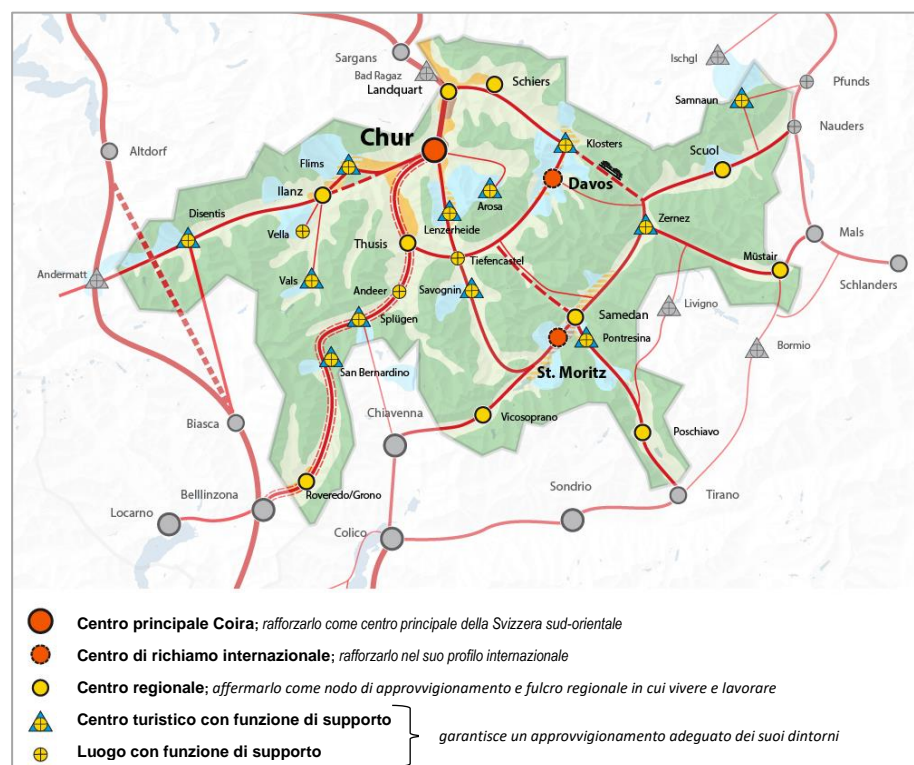 Sargans
Ischgl
Bad Ragaz
Landquart
Schiers
Pfunds
Samnaun
Chur
Klosters
Nauders
Altdorf
Flims
Scuol
Ilanz
Davos
Arosa
Disentis
Lenzerheide
Zernez
Vella
Thusis
Mals
Tiefencastel
Müstair
Andermatt
Vals
Andeer
Savognin
Schlanders
Livigno
Splügen
Samedan
Pontresina
Bormio
San Bernardino
St. Moritz
Chiavenna
Vicosoprano
Biasca
Poschiavo
Belllinzona
Roveredo/Grono
Sondrio
Tirano
Locarno
Colico
Centro principale Coira; rafforzarlo come centro principale della Svizzera sud-orientale
Centro di richiamo internazionale; rafforzarlo nel suo profilo internazionale
Centro regionale; affermarlo come nodo di approvvigionamento e fulcro regionale in cui vivere e lavorare
Centro turistico con funzione di supporto
garantisce un approvvigionamento adeguato dei suoi dintorni
Luogo con funzione di supporto